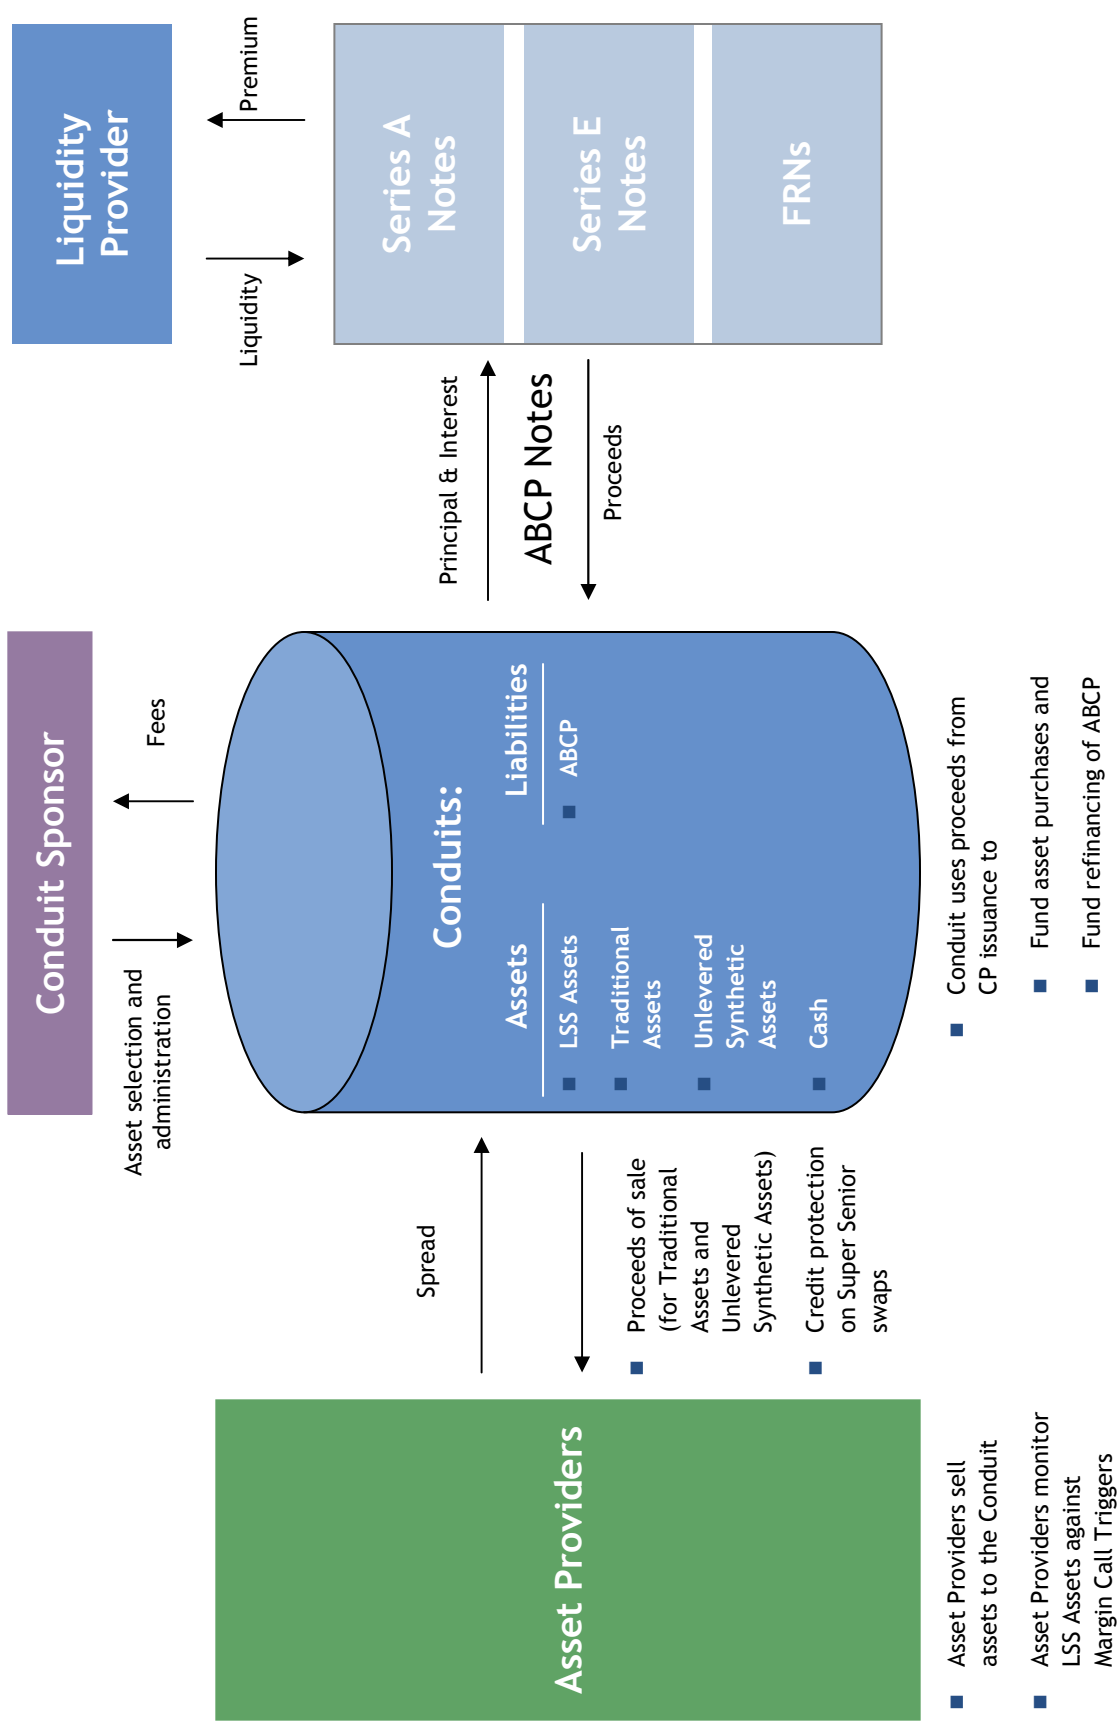 Conduit Sponsor
Liquidity
Provider
Asset selection and
administration
Fees
Liquidity
Premium
Asset Providers
Spread
Proceeds of sale
(for Traditional
Assets and
Unlevered
Synthetic Assets)
Credit protection
on Super Senior
swaps
Conduits:
Assets
LSS Assets
Traditional
Assets
Unlevered
Synthetic
Assets
Cash
Liabilities
ABCP
Principal & Interest
ABCP Notes
Proceeds
Series A
Notes
Series E
Notes
FRNs
Asset Providers sell
assets to the Conduit
Asset Providers monitor
LSS Assets against
Margin Call Triggers
Conduit uses proceeds from
CP issuance to
Fund asset purchases and
Fund refinancing of ABCP